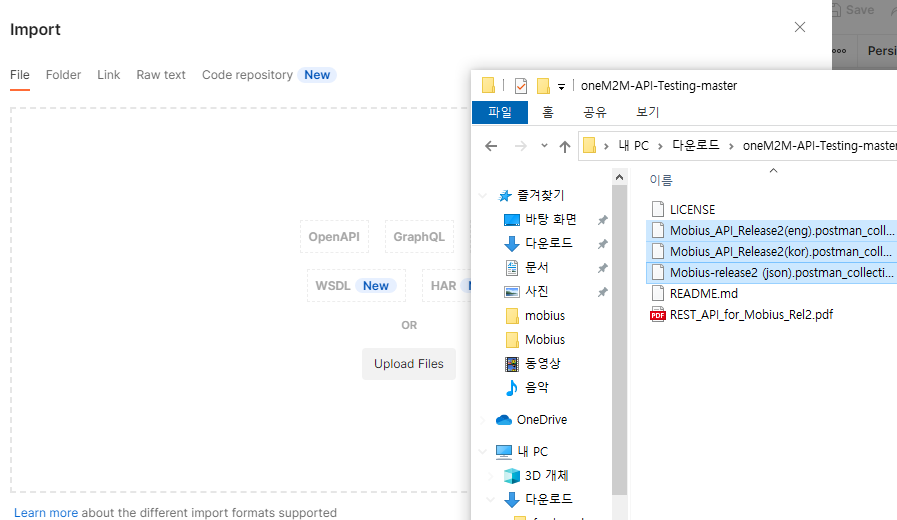 Import
Save
Persi
File Folder Link Raw text Code repository New
OpenAPI GraphQL
WSDL New HAR
OR
Upload Files
Learn more about the different import formats supported
oneM2M-API-Testing-master
파일 홈 공유 보기
내 PC > 다운로드 > oneM2M-API-Testing-master
즐겨찾기
바탕 화면
다운로드
문서
사진
mobius
Mobius
동영상
음악
OneDrive
내 PC
3D 개체
다운로드
이름
LICENSE
Mobius_API_Release2(eng).postman_coll...
Mobius_API_Release2(kor).postman_coll...
Mobius-release2 (json).postman_collecti...
README.md
PDF REST_API_for_Mobius_Rel2.pdf